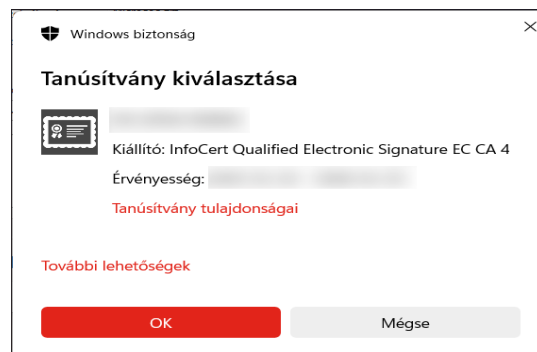 Windows biztonság
Tanúsítvány kiválasztása
Kiállító: InfoCert Qualified Electronic Signature EC CA 4
Érvényesség:
Tanúsítvány tulajdonságai
További lehetőségek
OK
Mégse